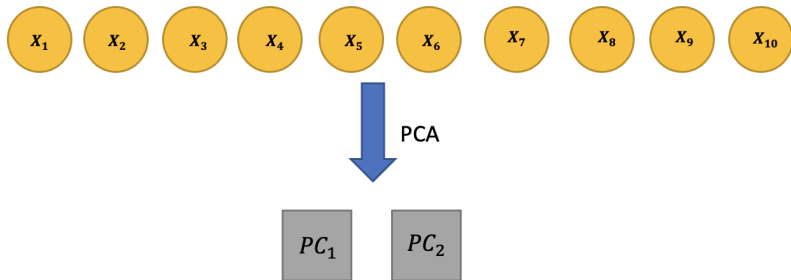 X₁ X₂ X₃ X₄ X₅ X₆ X₇ X₈ X₉ X₁₀
PCA
PC₁ PC₂